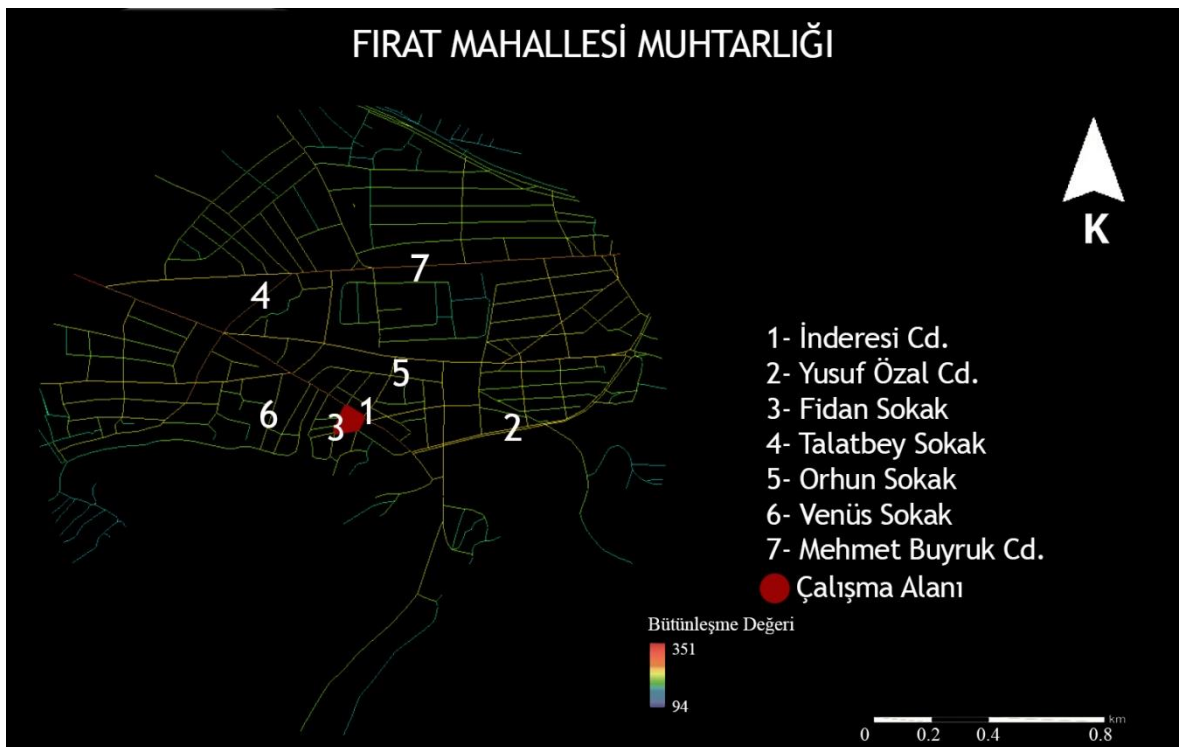 FIRAT MAHALLESİ MUHTARLIĞI
K
7
4
5
1
6
3
2
1- İnderesi Cd.
2- Yusuf Özal Cd.
3- Fidan Sokak
4- Talatbey Sokak
5- Orhun Sokak
6- Venüs Sokak
7- Mehmet Buyruk Cd.
Çalışma Alanı
Bütünleşme Değeri
351
94
km
0 0.2 0.4 0.8